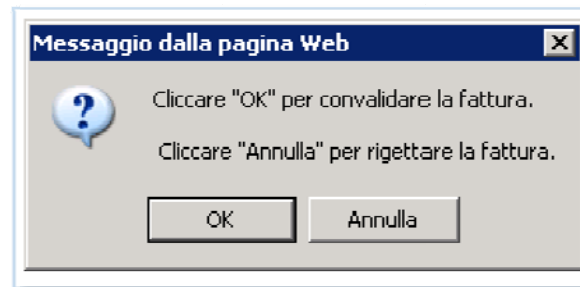 Messaggio dalla pagina Web
Cliccare "OK" per convalidare la fattura.
Cliccare "Annulla" per rigettare la fattura.
OK
Annulla